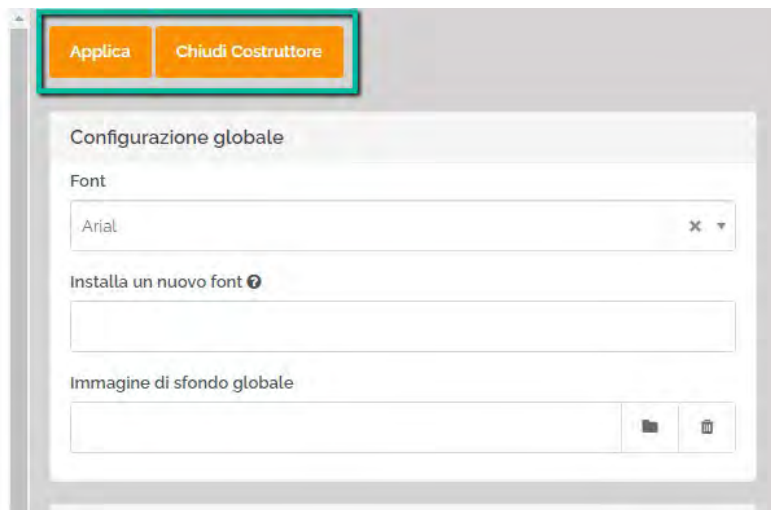 Applica Chiudi Costruttore
Configurazione globale
Font
Arial
Installa un nuovo font
Immagine di sfondo globale